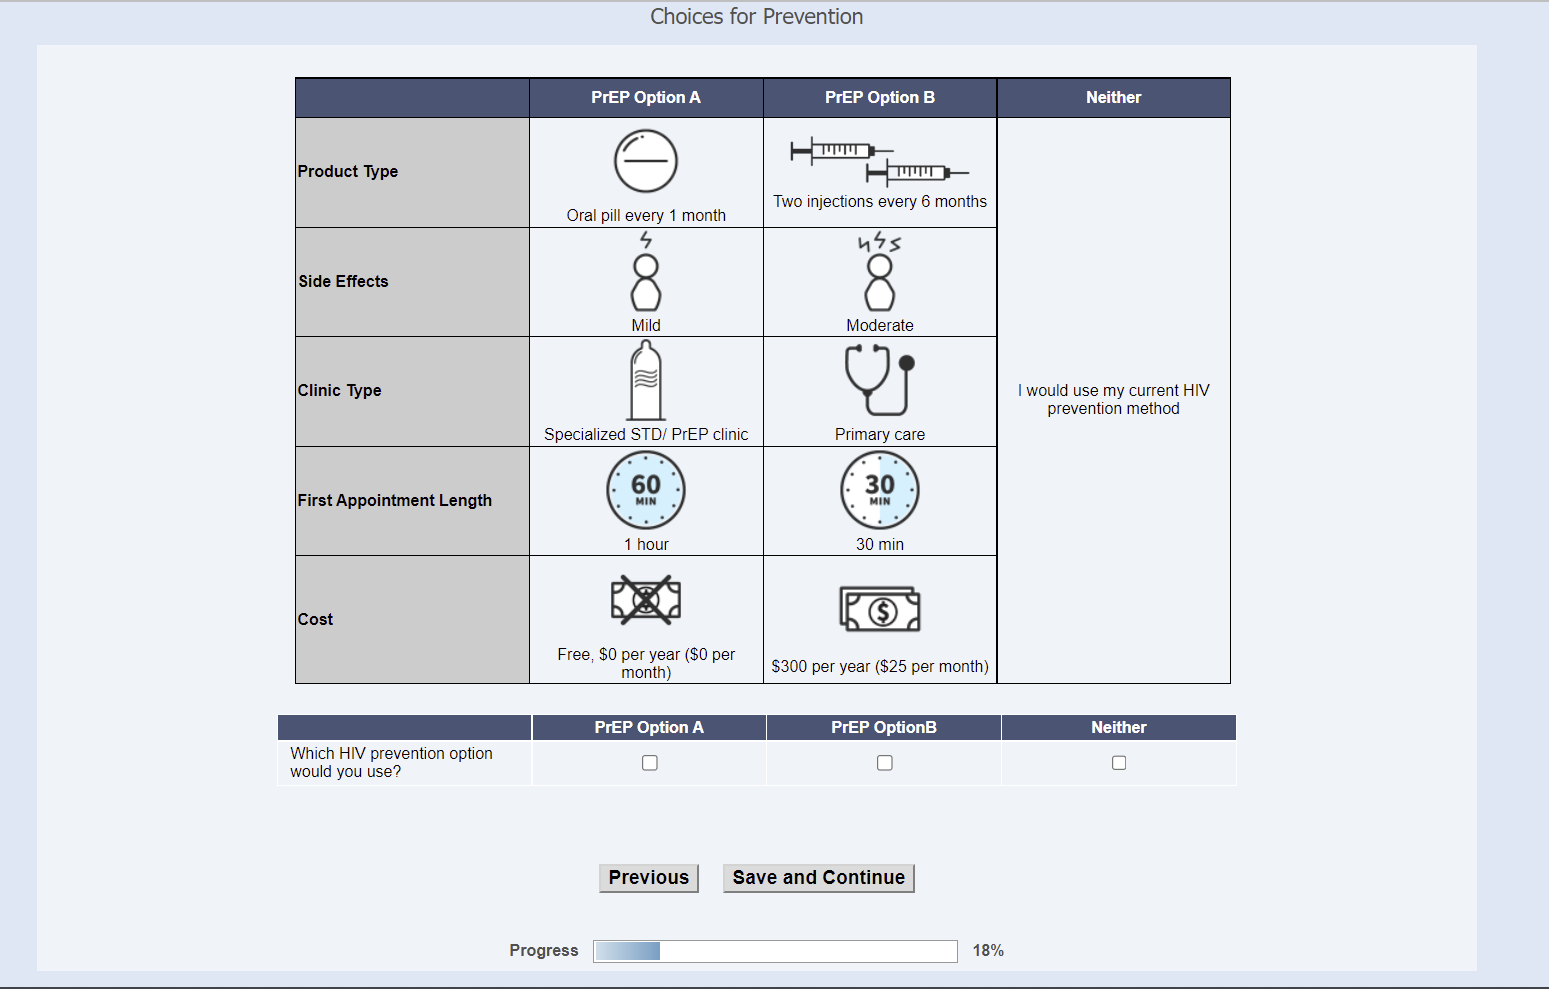 Choices for Prevention
PrEP Option A
PrEP Option B
Neither
Product Type
Oral pill every 1 month
Two injections every 6 months
Side Effects
Mild
Moderate
Clinic Type
Specialized STD/ PrEP clinic
Primary care
I would use my current HIV
prevention method
First Appointment Length
60
MIN
1 hour
30
MIN
30 min
Cost
Free, $0 per year ($0 per
month)
$
$300 per year ($25 per month)
PrEP Option A
PrEP OptionB
Neither
Which HIV prevention option
would you use?
Previous
Save and Continue
Progress
18%